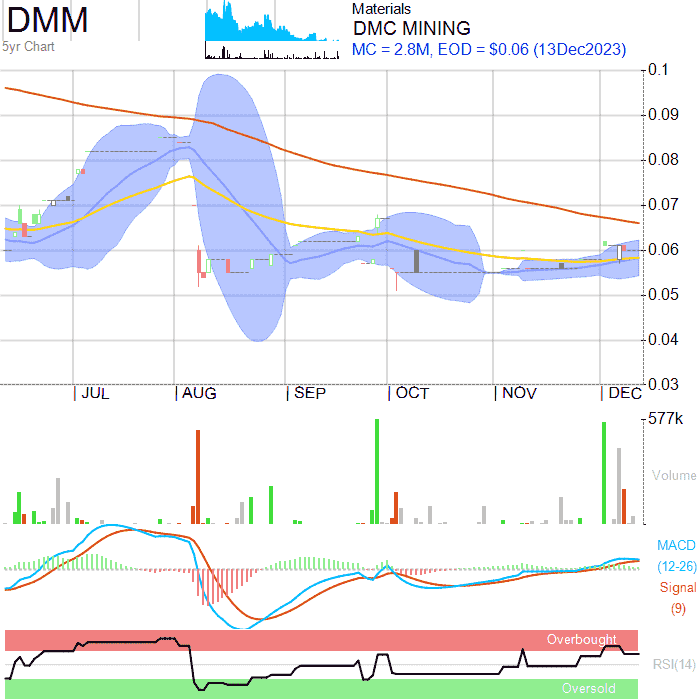 DMM
5yr Chart
Materials
DMC MINING
MC = 2.8M, EOD = $0.06 (13Dec2023)
0.1
0.09
0.08
0.07
0.06
0.05
0.04
0.03
JUL
AUG
SEP
OCT
NOV
DEC
577k
Volume
MACD
(12-26)
Signal
(9)
Overbought
RSI(14)
Oversold